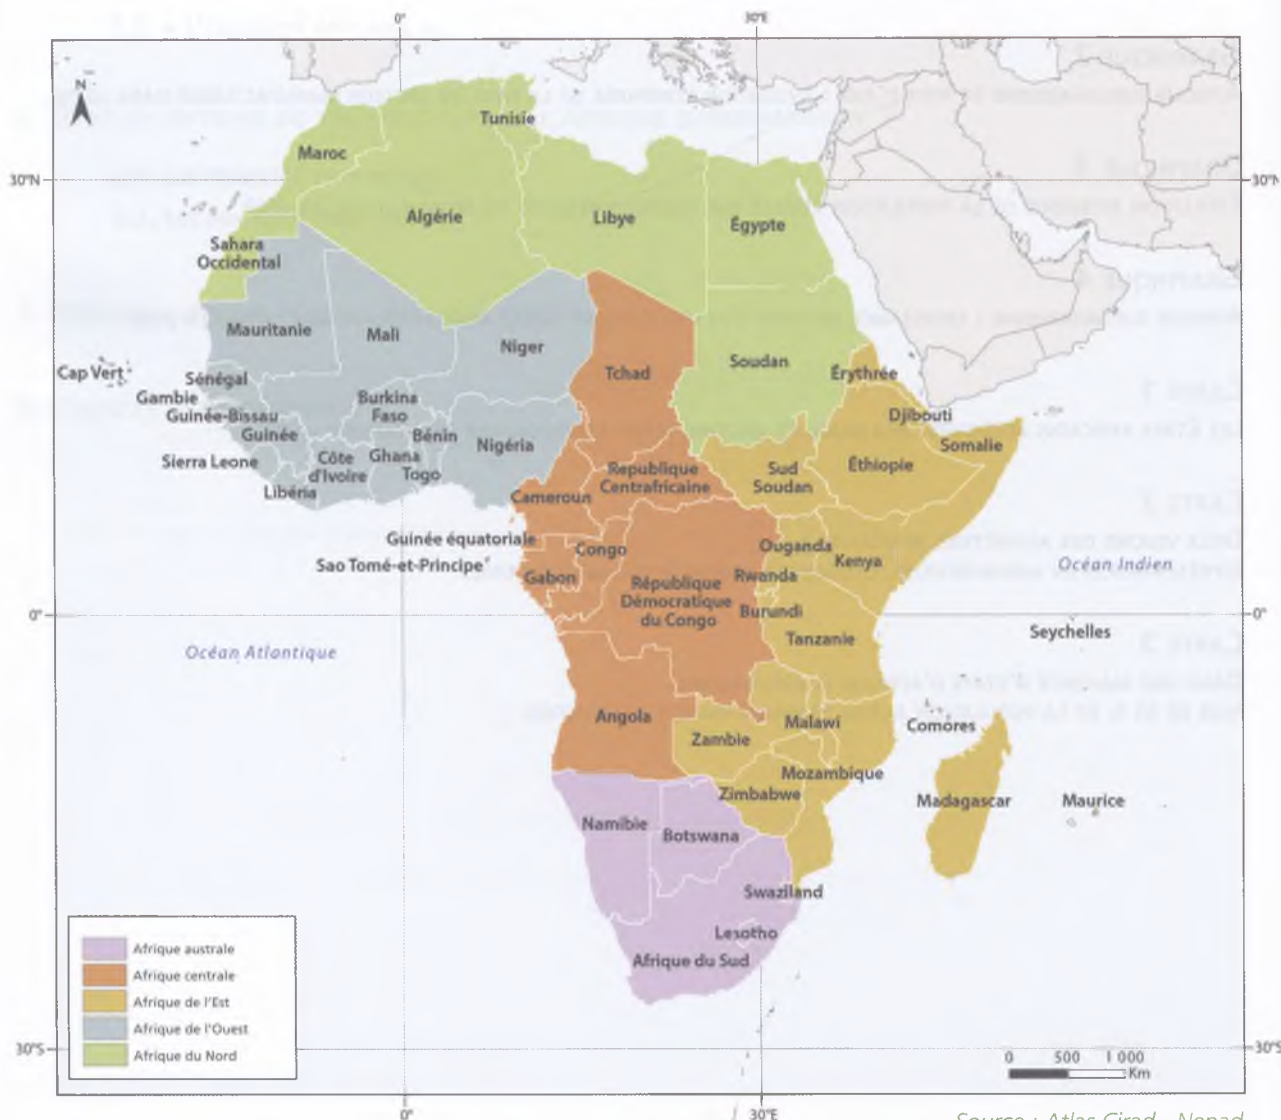 0°
30°E
N
Tunisie
Maroc
30°N
30°N
Algérie
Libye
Égypte
Sahara
Occidental
Mauritanie
Mali
Niger
Tchad
Soudan
Érythrée
Cap Vert
Sénégal
Gambie
Guinée-Bissau
Guinée
Burkina
Faso
Bénin
Nigéria
Djibouti
Somalie
Sierra Leone
Côte
d'Ivoire
Ghana
Togo
Libéria
Republique
Centrafricaine
Sud
Soudan
Éthiopie
Cameroun
Guinée équatoriale
Congo
Sao Tomé-et-Principe
Gabon
République
Démocratique
du Congo
Ouganda
Kenya
Rwanda
Burundi
Océan Indien
0°
0°
Tanzanie
Seychelles
Océan Atlantique
Angola
Malawi
Comores
Zambie
Mozambique
Zimbabwe
Madagascar
Maurice
Namibie
Botswana
Swaziland
Lesotho
Afrique du Sud
Afrique australe
Afrique centrale
Afrique de l'Est
Afrique de l'Ouest
Afrique du Nord
30°S
30°S
0 500 1 000
Km
0°
30°E